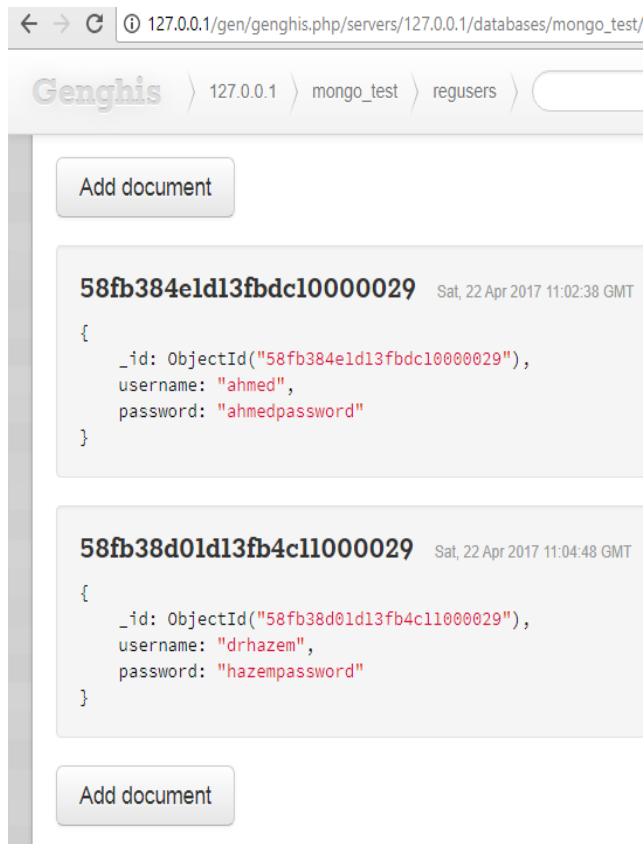 127.0.0.1/gen/genghis.php/servers/127.0.0.1/databases/mongo_test/
Genghis 127.0.0.1 mongo_test regusers
Add document
58fb384e1d13fbdc10000029 Sat, 22 Apr 2017 11:02:38 GMT
{
_id: ObjectId("58fb384e1d13fbdc10000029"),
username: "ahmed",
password: "ahmedpassword"
}
58fb38d01d13fb4c11000029 Sat, 22 Apr 2017 11:04:48 GMT
{
_id: ObjectId("58fb38d01d13fb4c11000029"),
username: "drhazem",
password: "hazempassword"
}
Add document